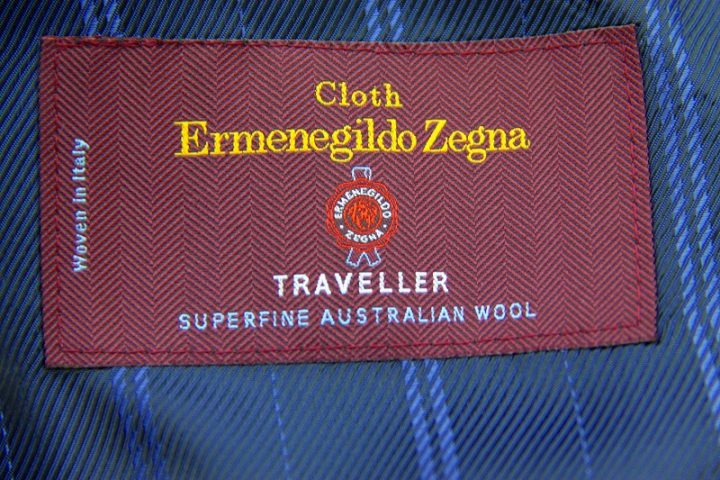 Cloth
Ermenegildo Zegna
ERMENEGILDO
ZEGNA
TRAVELLER
SUPERFINE AUSTRALIAN WOOL
Woven in Italy